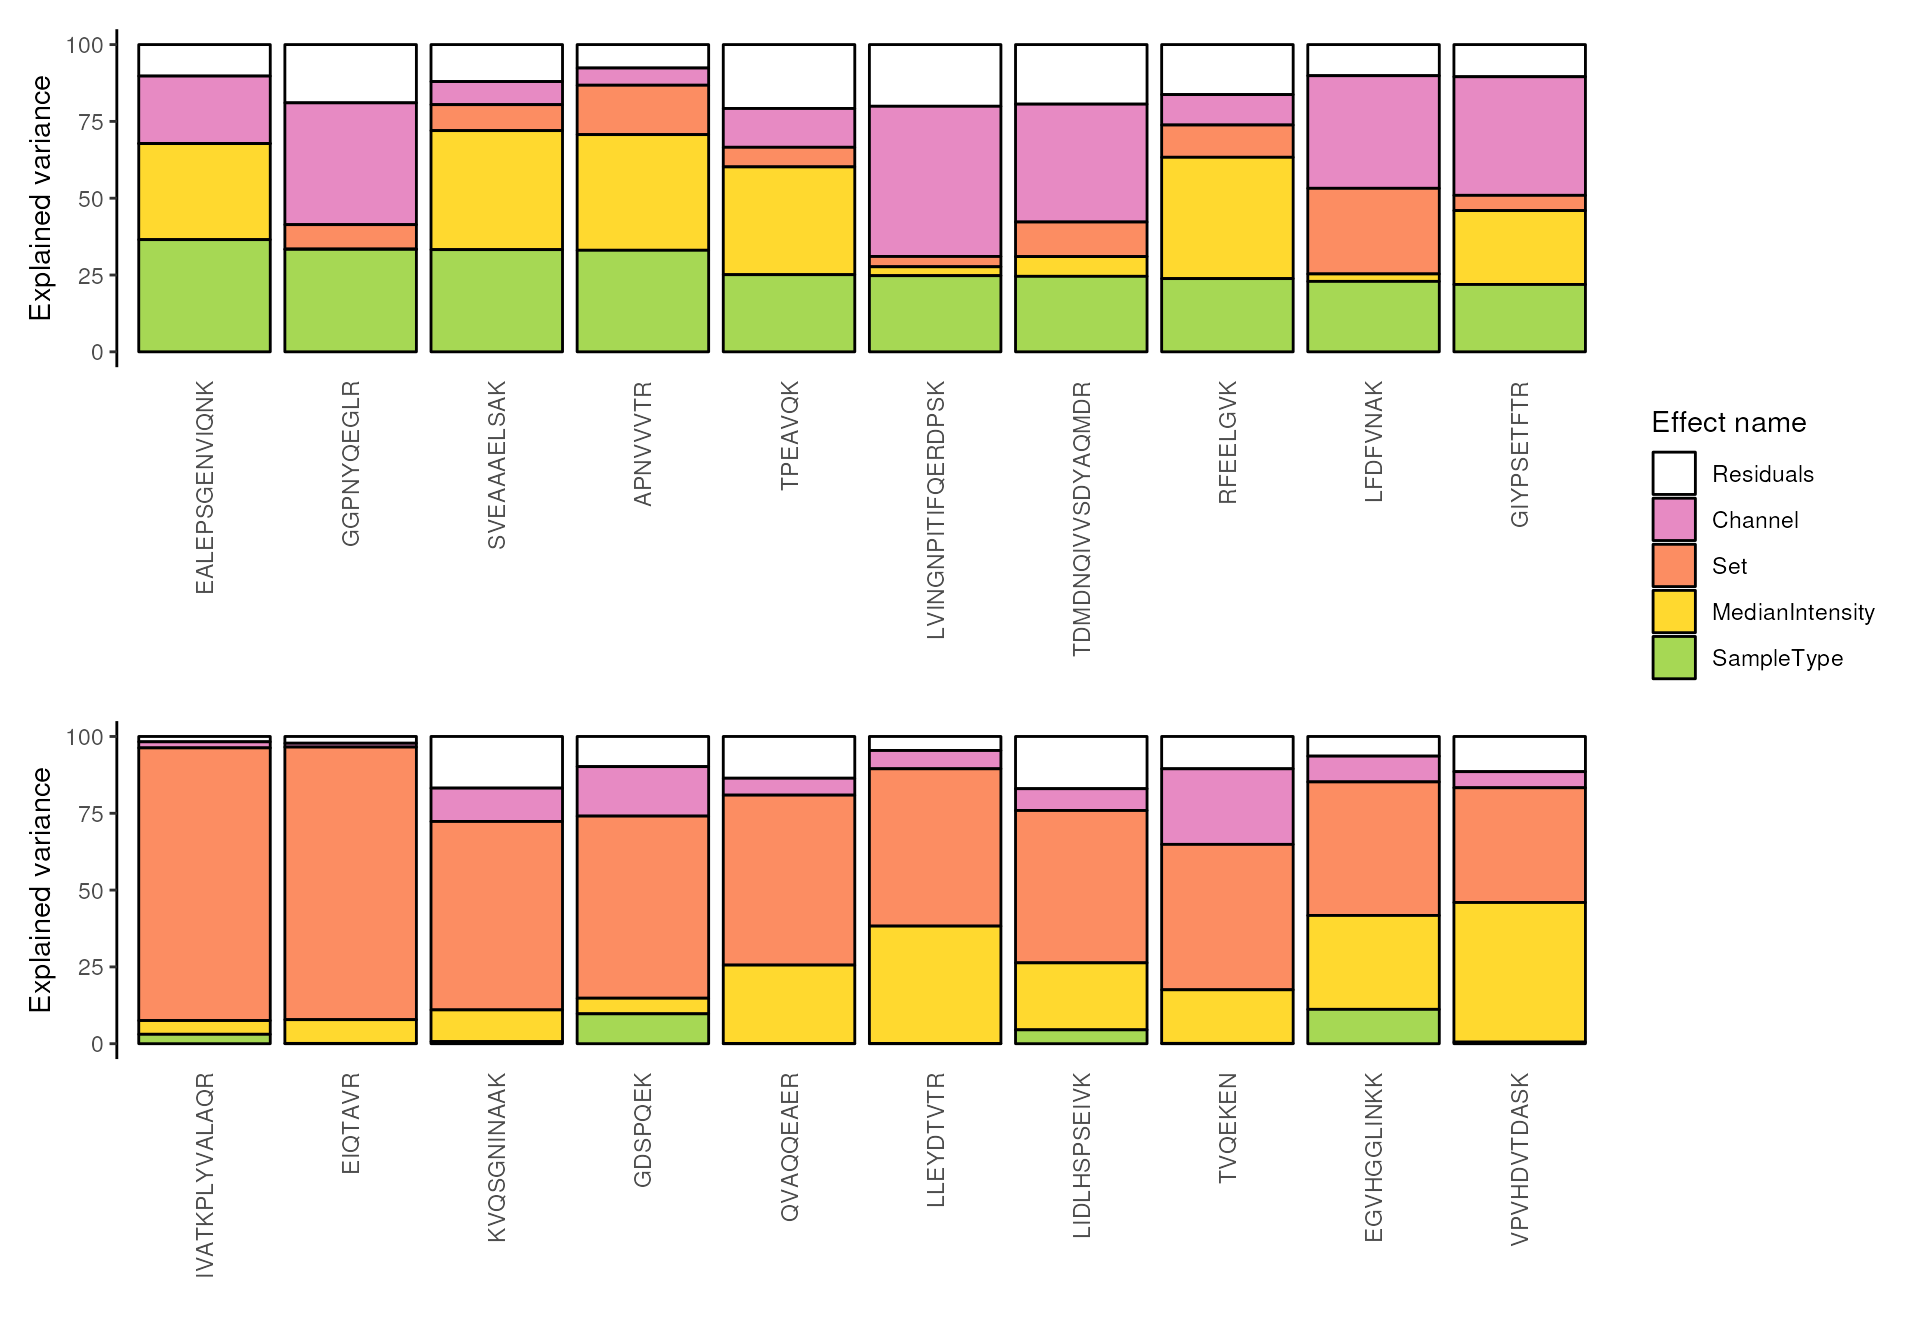 Explained variance
100
75
50
25
0
EALEPSGENVIQNK
GGPNYQEGLR
SVEAAAELSAK
APNVVVTR
TPEAVQK
LVINGNPITIFQERDPSK
TDMDNQIVVSDYAQMDR
RFEELGVK
LFDFVNAK
GIYPSETFTR
Effect name
Residuals
Channel
Set
MedianIntensity
SampleType
Explained variance
100
75
50
25
0
IVATKPLYVALAQR
EIQTAVR
KVQSGNINAAK
GDSPQEK
QVAQQEAER
LLEYDTVTR
LIDLHSPSEIVK
TVQEKEN
EGVHGGLINKK
VPVHDVTDASK